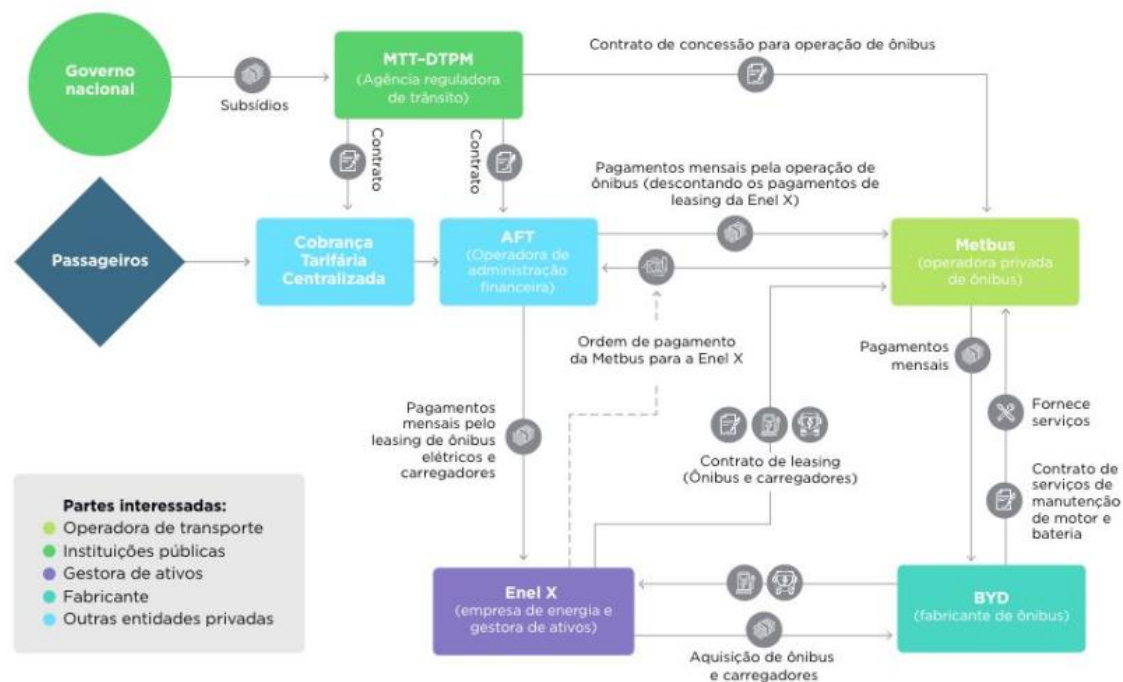 Governo
nacional
Subsídios
MTT-DTPM
(Agência reguladora
de trânsito)
Contrato de concessão para operação de ônibus
Contrato
Contrato
Passageiros
Cobrança
Tarifária
Centralizada
AFT
(Operadora de
administração
financeira)
Pagamentos mensais pela operação de
ônibus (descontando os pagamentos de
leasing da Enel X)
Metbus
(operadora privada
de ônibus)
Ordem de pagamento
da Metbus para a Enel X
Pagamentos
mensais
Pagamentos
mensais pelo
leasing de ônibus
elétricos e
carregadores
Contrato de leasing
(Ônibus e carregadores)
Fornece
serviços
Contrato de
serviços de
manutenção
de motor e
bateria
Partes interessadas:
Operadora de transporte
Instituições públicas
Gestora de ativos
Fabricante
Outras entidades privadas
Enel X
(empresa de energia e
gestora de ativos)
BYD
(fabricante de ônibus)
Aquisição de ônibus
e carregadores